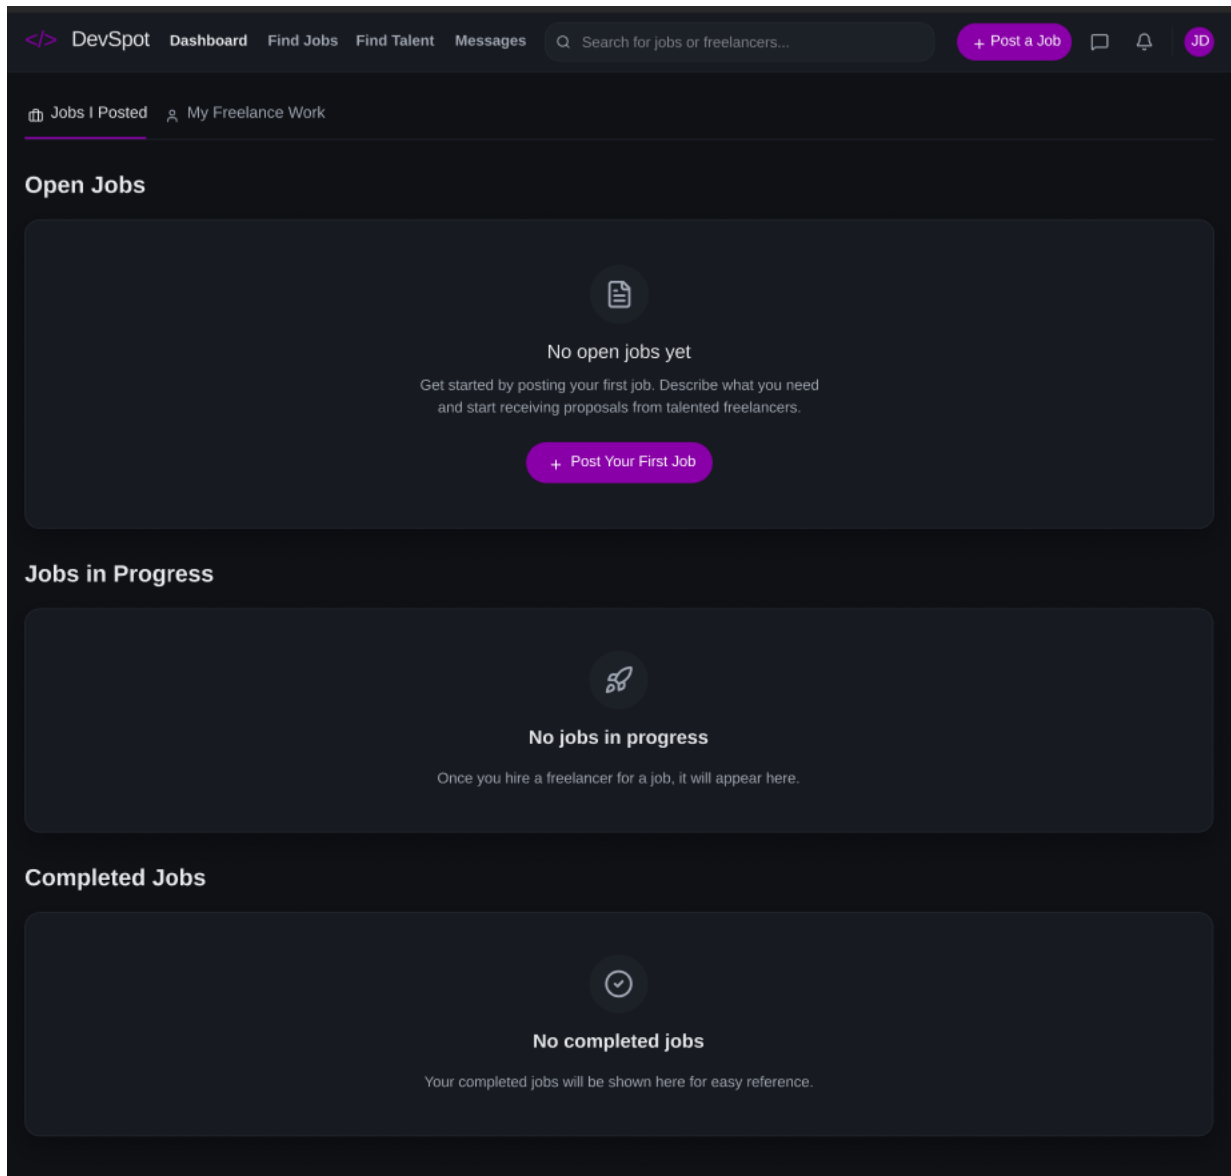 </> DevSpot Dashboard Find Jobs Find Talent Messages Search for jobs or freelancers... + Post a Job JD
Jobs I Posted My Freelance Work
Open Jobs
No open jobs yet
Get started by posting your first job. Describe what you need
and start receiving proposals from talented freelancers.
+ Post Your First Job
Jobs in Progress
No jobs in progress
Once you hire a freelancer for a job, it will appear here.
Completed Jobs
No completed jobs
Your completed jobs will be shown here for easy reference.